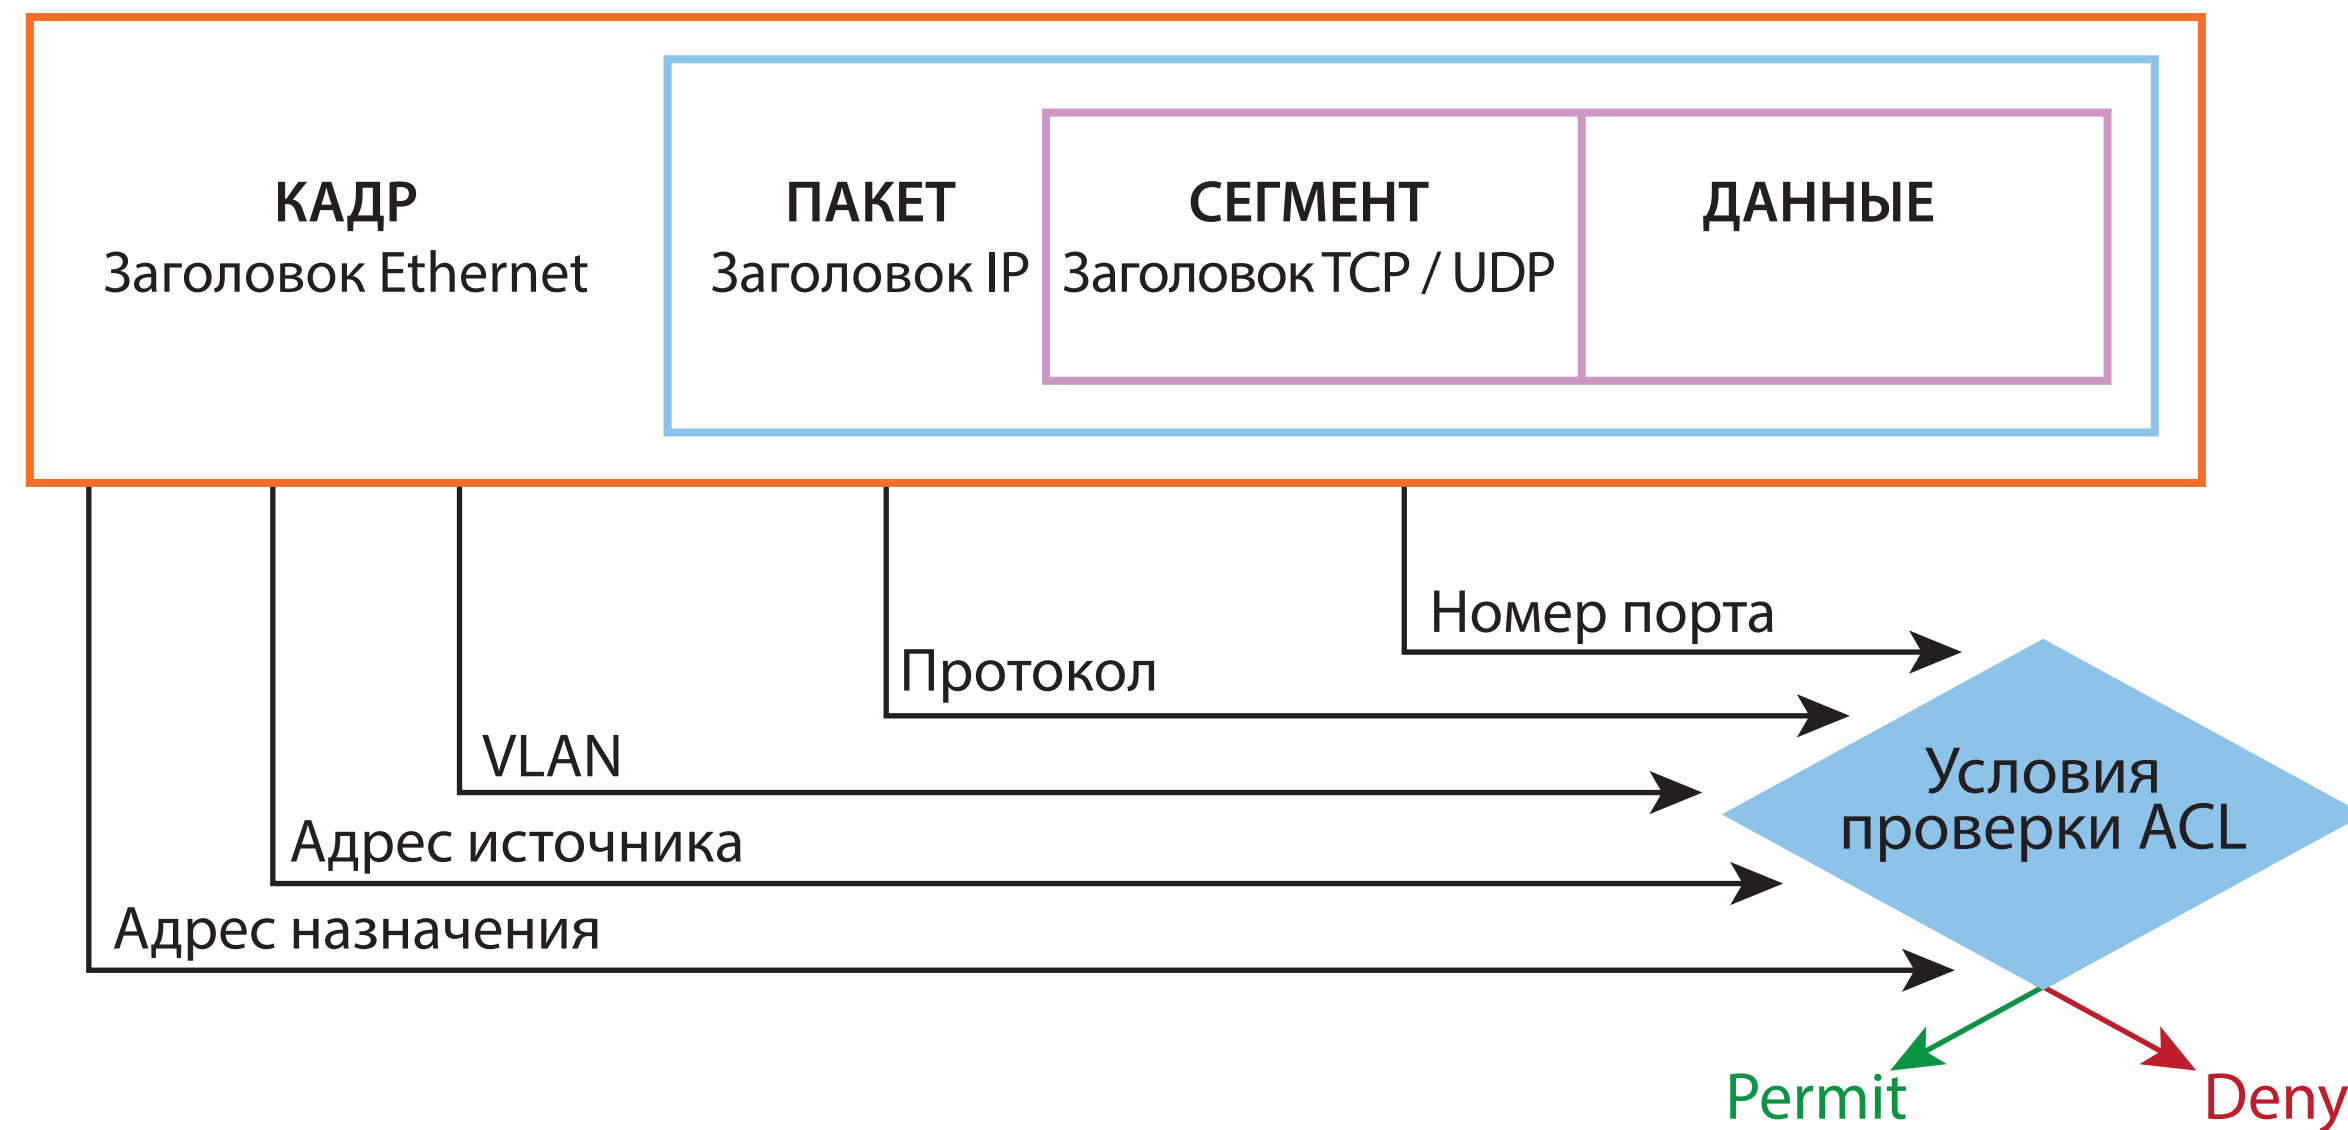 КАДР
Заголовок Ethernet
ПАКЕТ
Заголовок IP
СЕГМЕНТ
Заголовок TCP / UDP
ДАННЫЕ
Номер порта
Протокол
VLAN
Адрес источника
Адрес назначения
Условия
проверки ACL
Permit
Deny